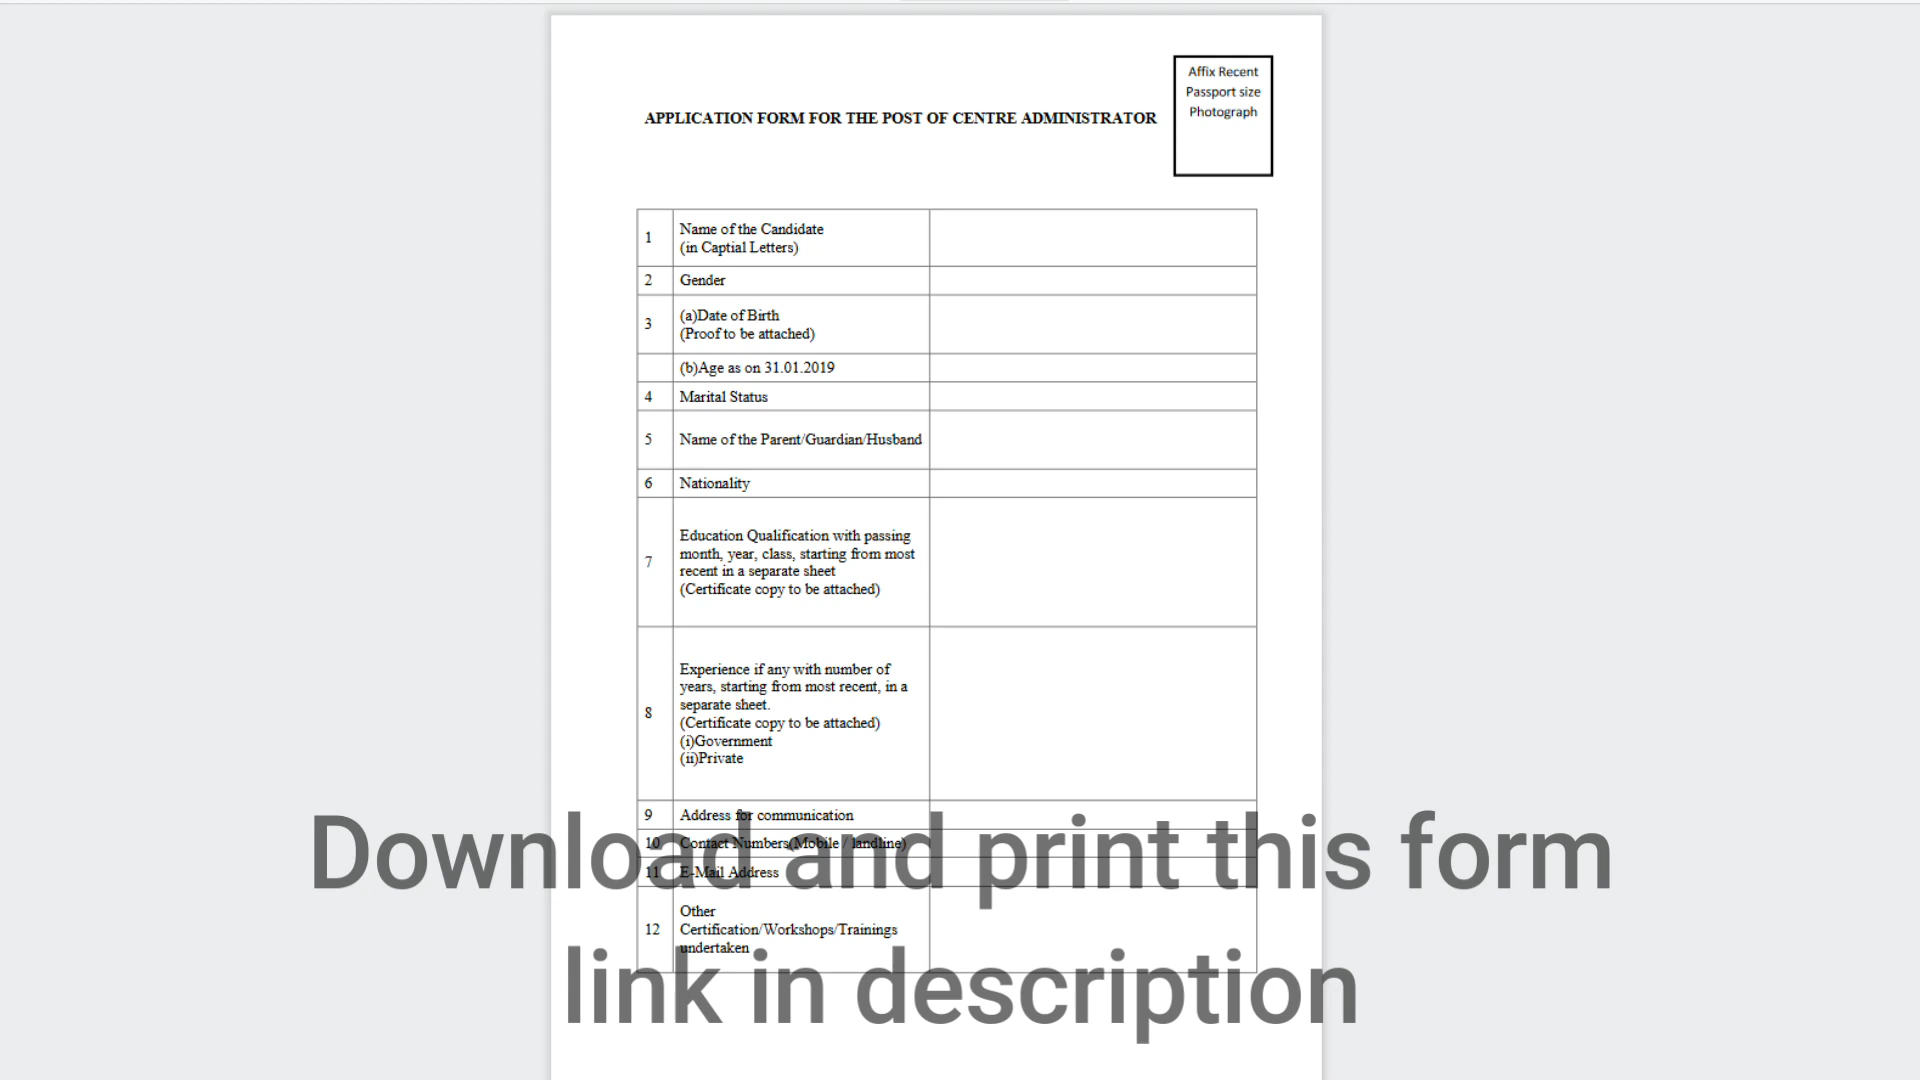 Affix Recent
Passport size
Photograph
APPLICATION FORM FOR THE POST OF CENTRE ADMINISTRATOR
1
Name of the Candidate
(in Captial Letters)
2 Gender
3
(a)Date of Birth
(Proof to be attached)
(b)Age as on 31.01.2019
4 Marital Status
5 Name of the Parent/Guardian/Husband
6 Nationality
7
Education Qualification with passing
month, year, class, starting from most
recent in a separate sheet
(Certificate copy to be attached)
8
Experience if any with number of
years, starting from most recent, in a
separate sheet.
(Certificate copy to be attached)
(i)Government
(ii)Private
9 Address for communication
10 Contact Numbers(Mobile / landline)
11 E-Mail Address
12
Other
Certification/Workshops/Trainings
undertaken
Download and print this form
link in description